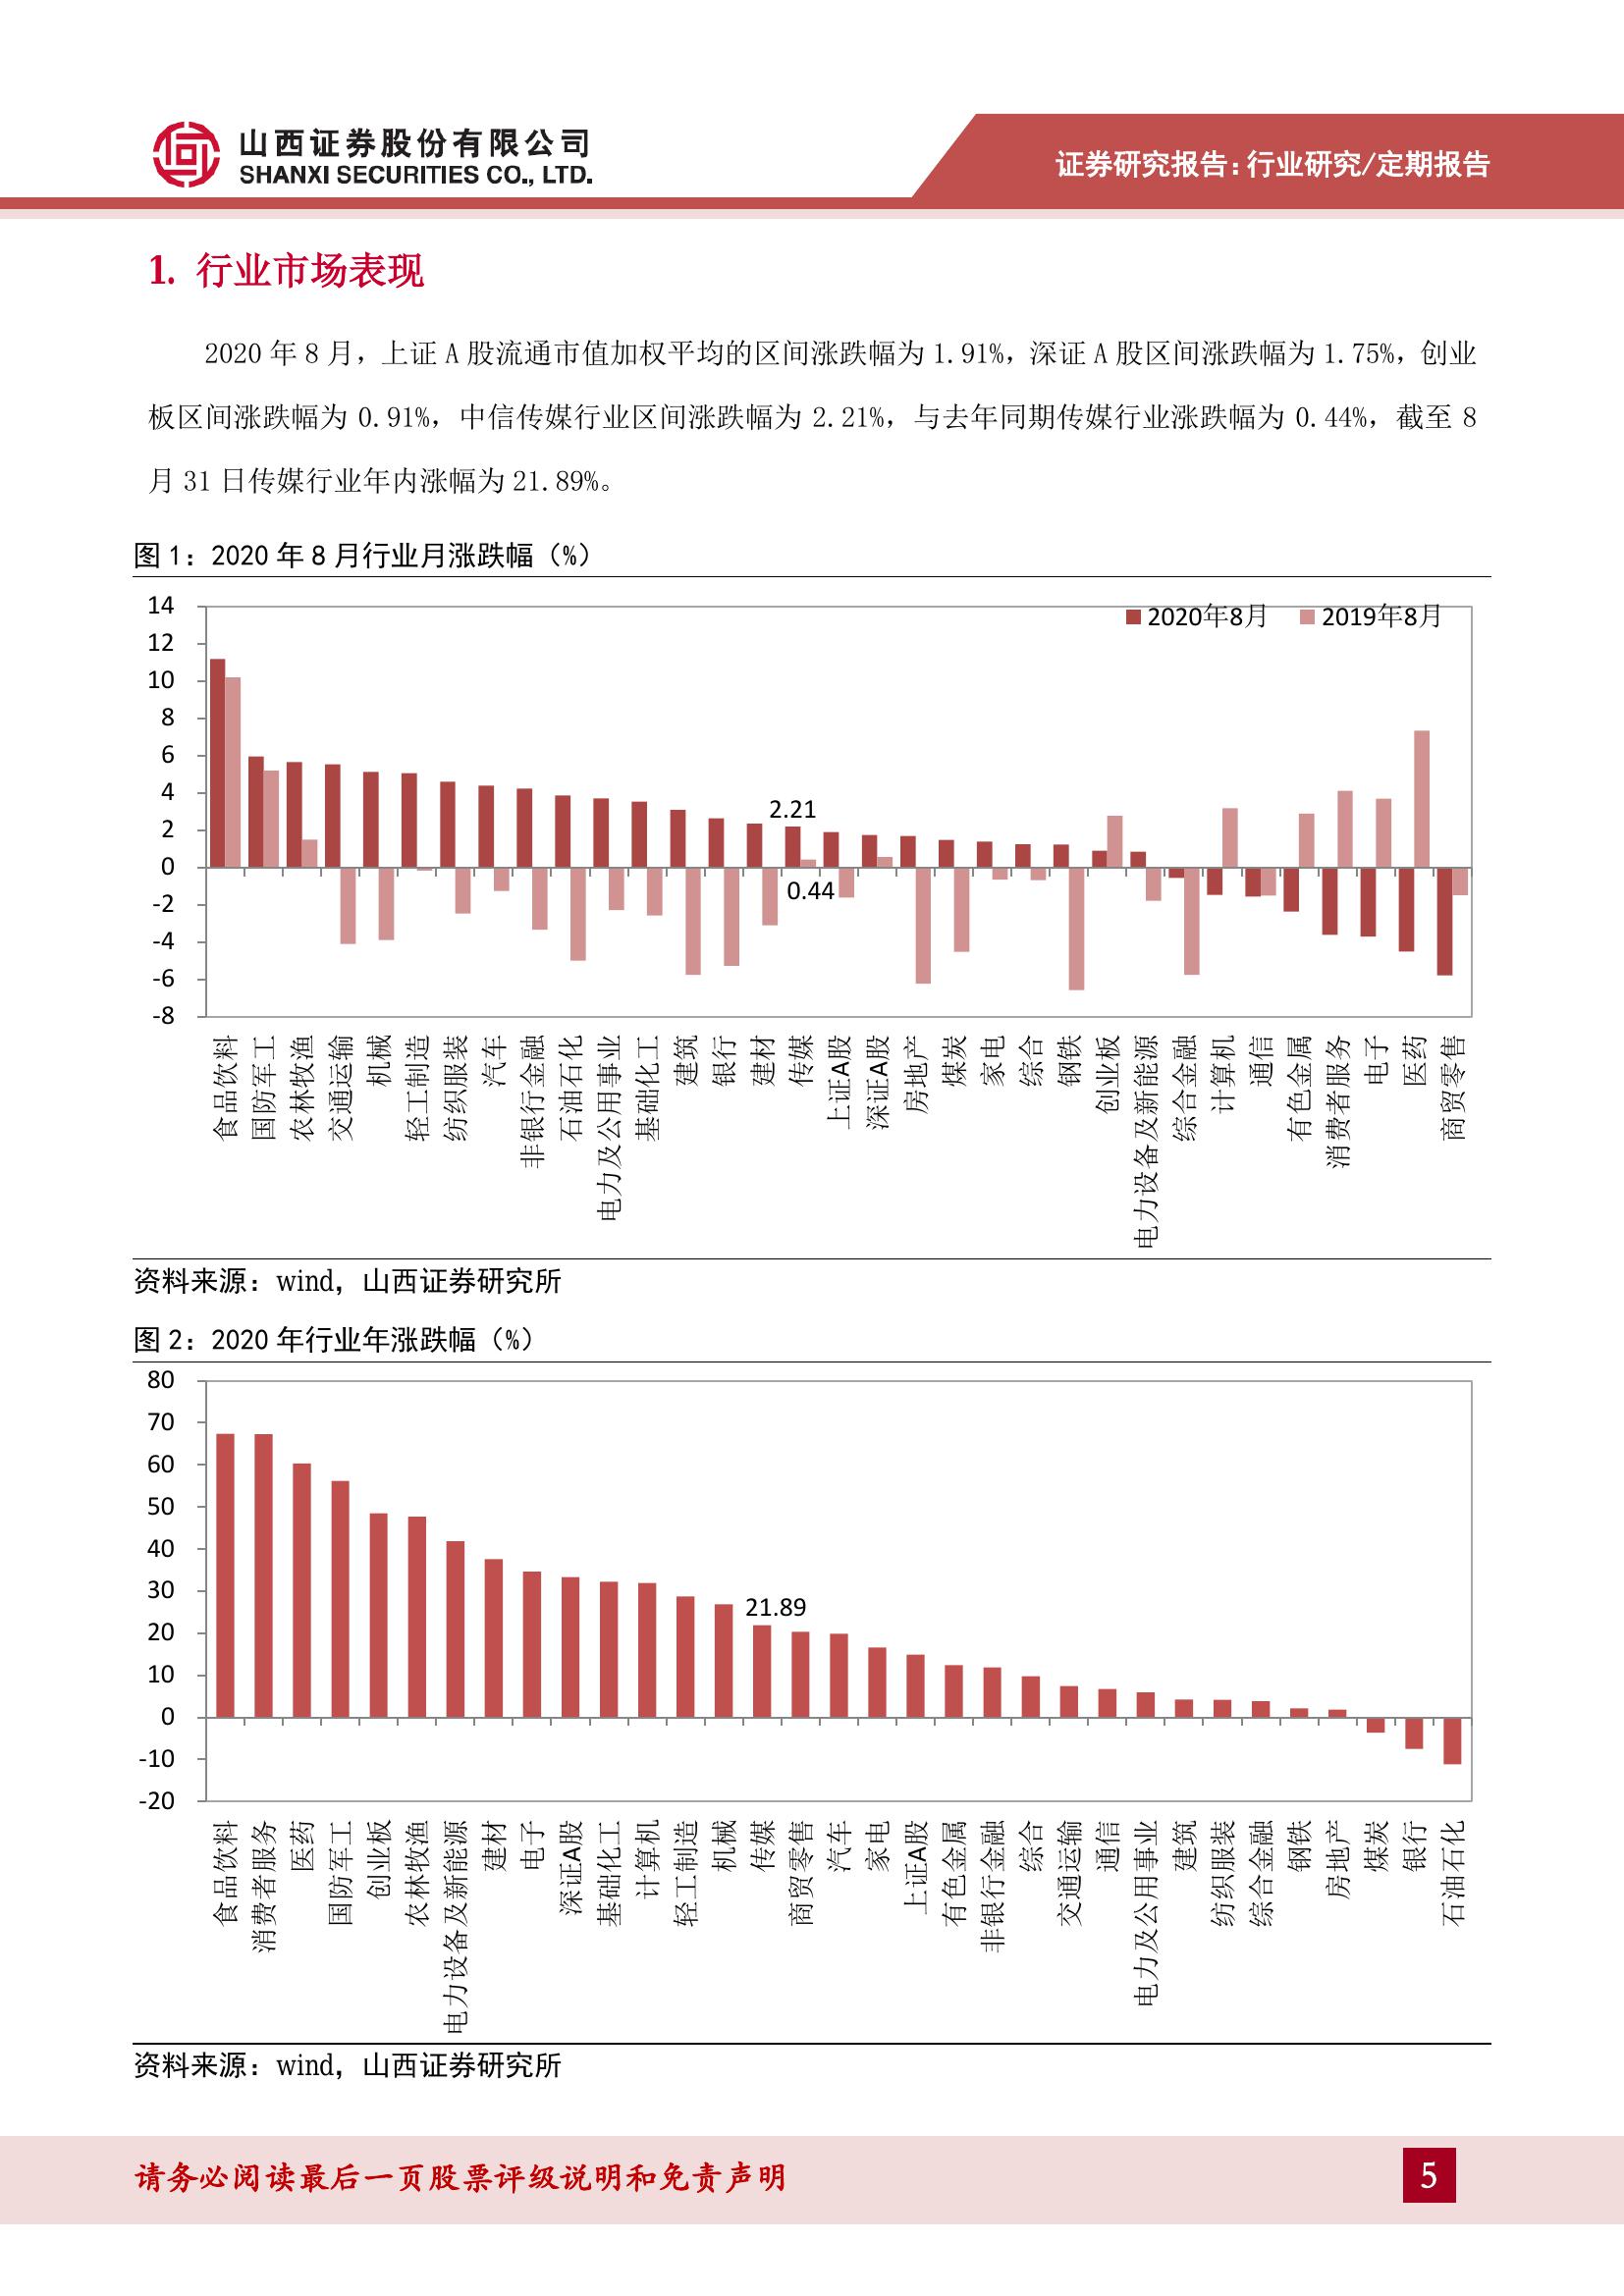 山西证券股份有限公司
SHANXI SECURITIES CO., LTD.
证券研究报告：行业研究/定期报告
1. 行业市场表现
2020 年 8 月，上证 A 股流通市值加权平均的区间涨跌幅为 1.91%，深证 A 股区间涨跌幅为 1.75%，创业
板区间涨跌幅为 0.91%，中信传媒行业区间涨跌幅为 2.21%，与去年同期传媒行业涨跌幅为 0.44%，截至 8
月 31 日传媒行业年内涨幅为 21.89%。
图 1：2020 年 8 月行业月涨跌幅（%）
14
12
10
8
6
4
2
0
-2
-4
-6
-8
2020年8月
2019年8月
2.21
0.44
食品饮料
国防军工
农林牧渔
交通运输
机械
轻工制造
纺织服装
汽车
非银行金融
石油石化
电力及公用事业
基础化工
建筑
银行
建材
传媒
上证A股
深证A股
房地产
煤炭
家电
综合
钢铁
创业板
电力设备及新能源
综合金融
计算机
通信
有色金属
消费者服务
电子
医药
商贸零售
资料来源：wind，山西证券研究所
图 2：2020 年行业年涨跌幅（%）
80
70
60
50
40
30
20
10
0
-10
-20
21.89
食品饮料
消费者服务
医药
国防军工
创业板
农林牧渔
电力设备及新能源
建材
电子
深证A股
基础化工
计算机
轻工制造
机械
传媒
商贸零售
汽车
家电
上证A股
有色金属
非银行金融
综合
交通运输
通信
电力及公用事业
建筑
纺织服装
综合金融
钢铁
房地产
煤炭
银行
石油石化
资料来源：wind，山西证券研究所
请务必阅读最后一页股票评级说明和免责声明
5